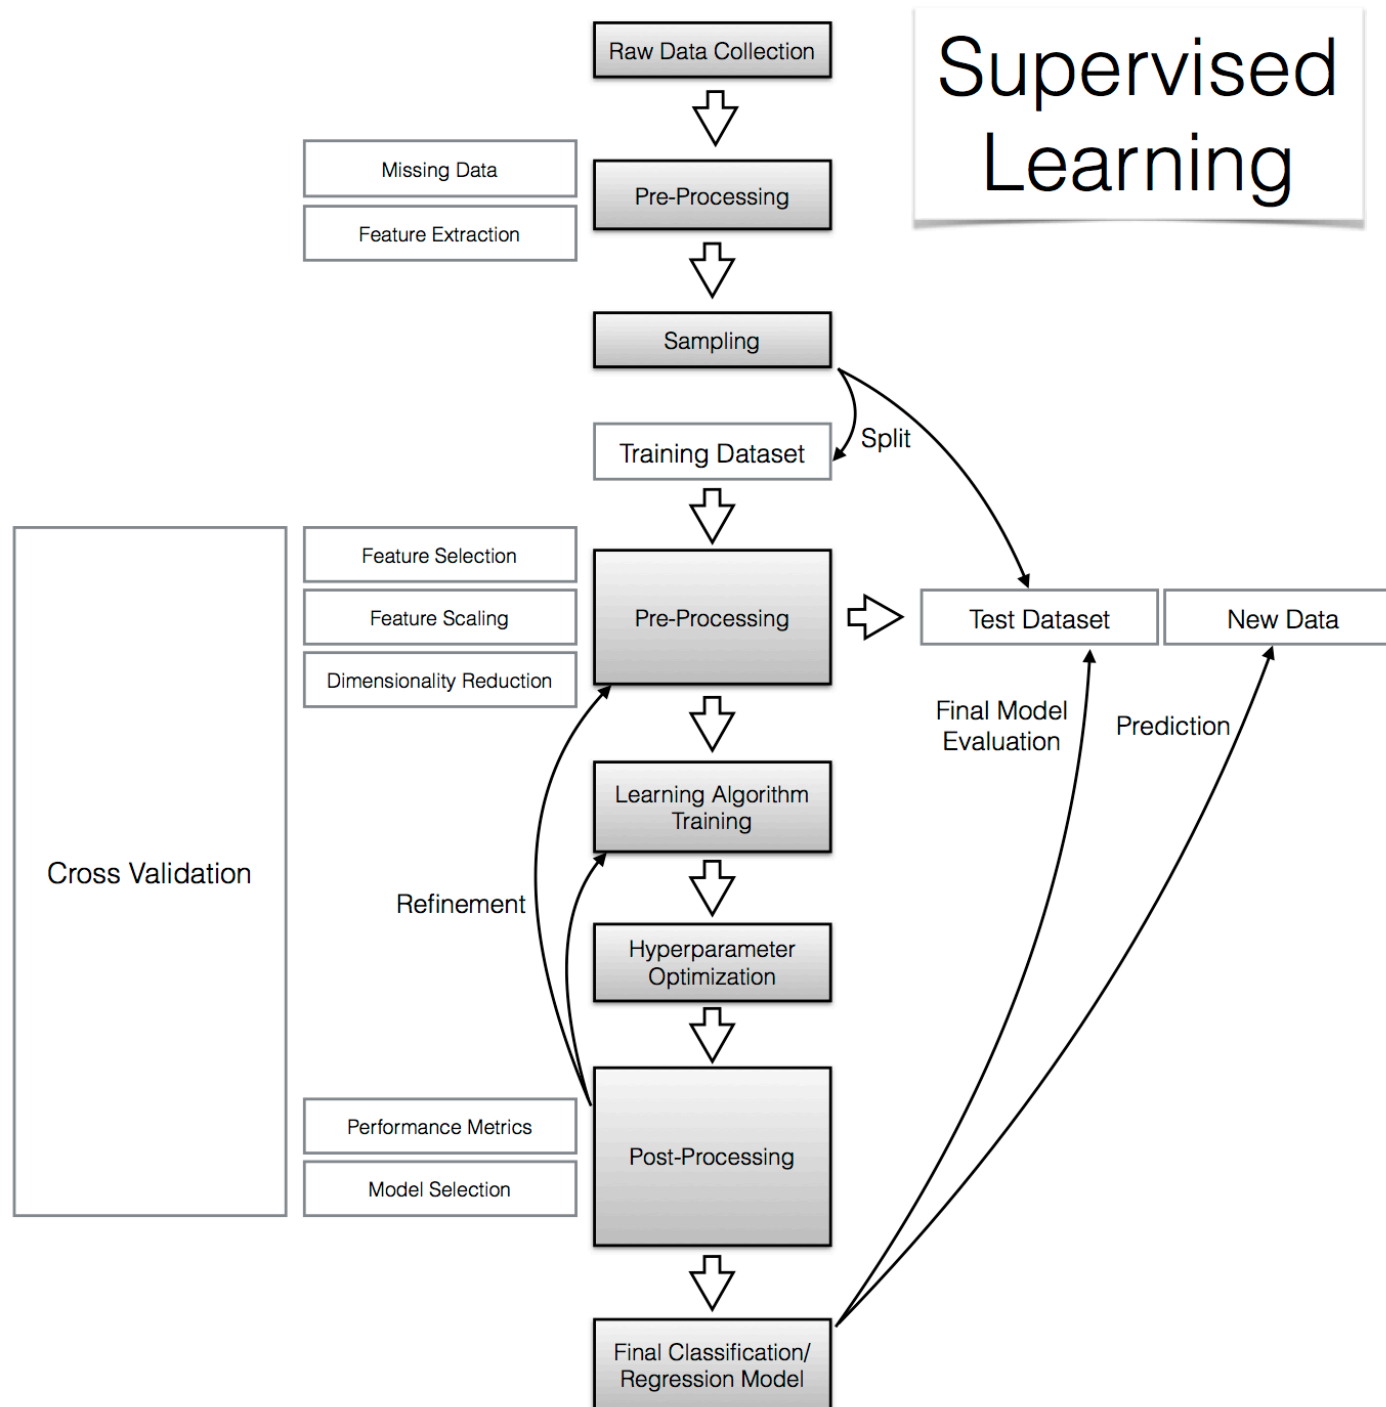 Supervised
Learning
Raw Data Collection
Missing Data
Pre-Processing
Feature Extraction
Sampling
Split
Training Dataset
Feature Selection
Feature Scaling
Pre-Processing
Test Dataset
New Data
Dimensionality Reduction
Final Model
Evaluation
Prediction
Learning Algorithm
Training
Cross Validation
Refinement
Hyperparameter
Optimization
Performance Metrics
Post-Processing
Model Selection
Final Classification/
Regression Model